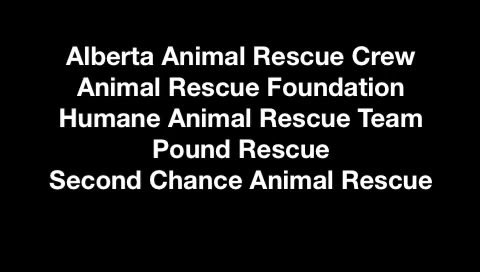 Alberta Animal Rescue Crew
Animal Rescue Foundation
Humane Animal Rescue Team
Pound Rescue
Second Chance Animal Rescue